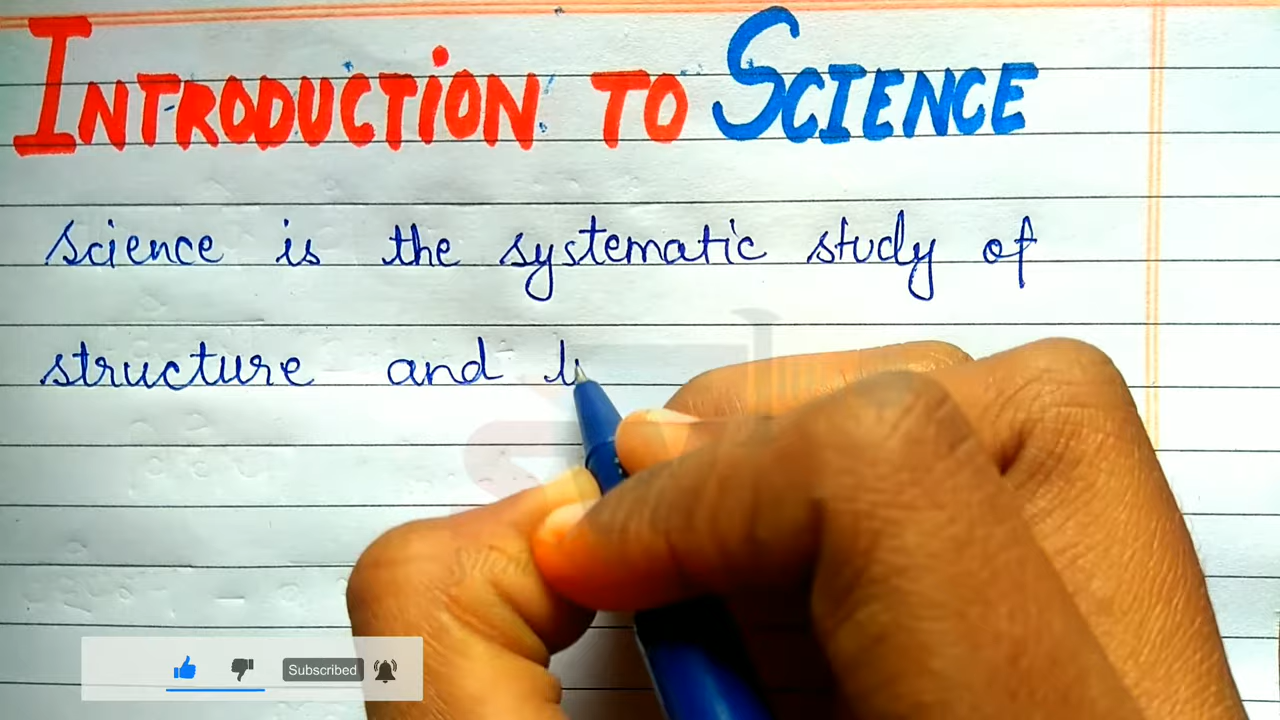 INTRODUCTION TO SCIENCE
science is the systematic study of
structure and
Subscribed